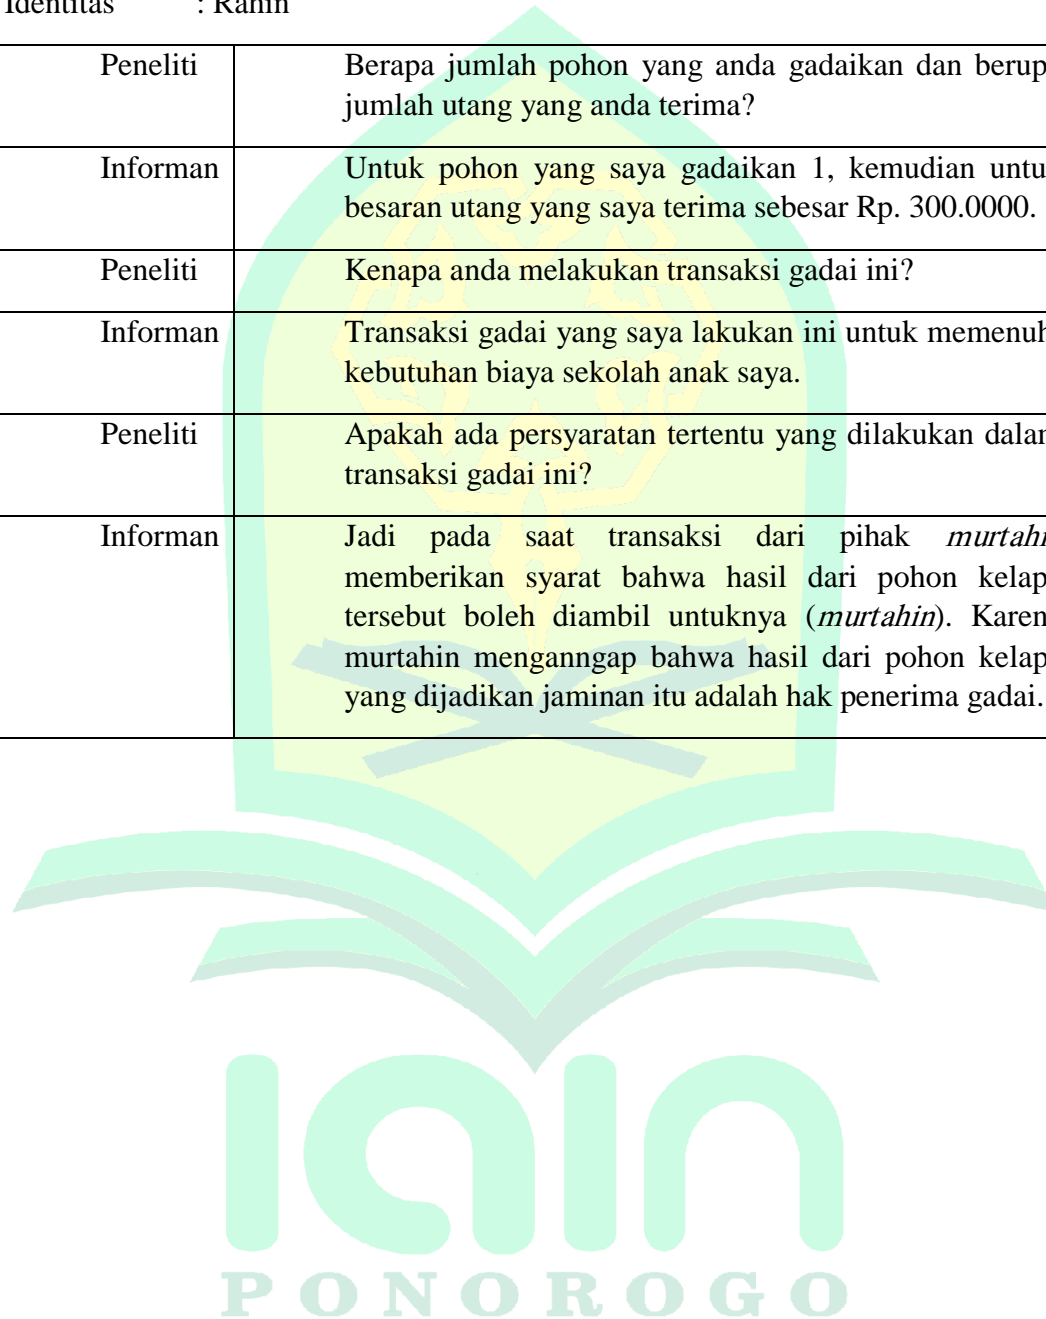 Identitas : Rahin
Peneliti Berapa jumlah pohon yang anda gadaikan dan berup
jumlah utang yang anda terima?
Informan Untuk pohon yang saya gadaikan 1, kemudian untu
besaran utang yang saya terima sebesar Rp. 300.0000.
Peneliti Kenapa anda melakukan transaksi gadai ini?
Informan Transaksi gadai yang saya lakukan ini untuk memenuh
kebutuhan biaya sekolah anak saya.
Peneliti Apakah ada persyaratan tertentu yang dilakukan dalam
transaksi gadai ini?
Informan Jadi pada saat transaksi dari pihak murtahi
memberikan syarat bahwa hasil dari pohon kelap
tersebut boleh diambil untuknya (murtahin). Karen
murtahin menganngap bahwa hasil dari pohon kelap
yang dijadikan jaminan itu adalah hak penerima gadai.
iain
PONOROGO